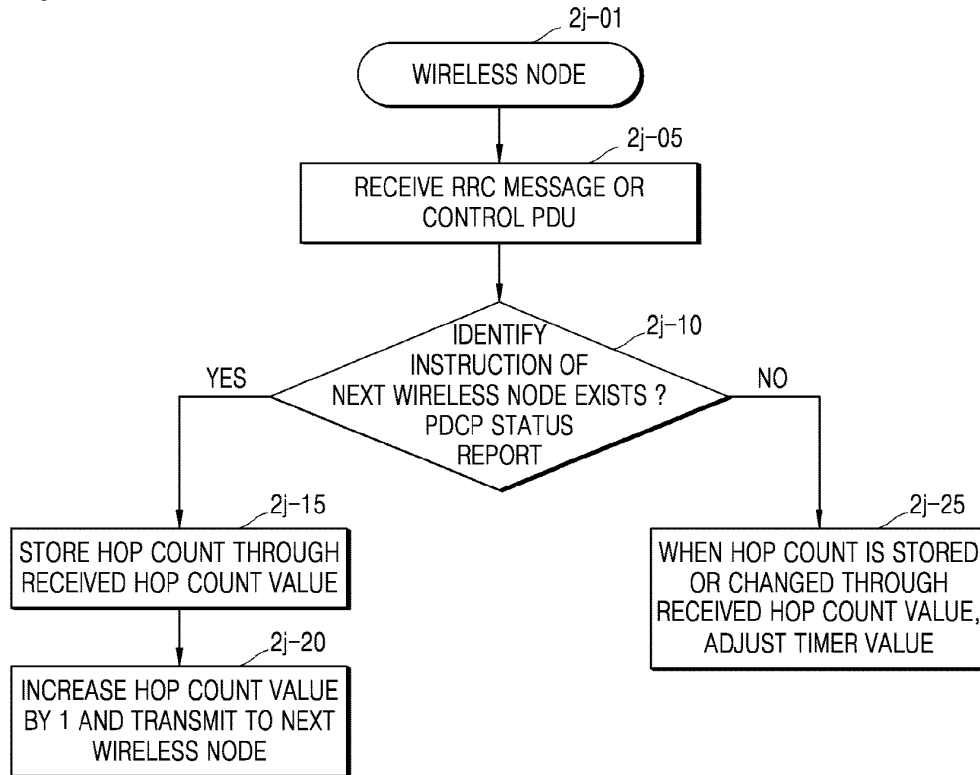 2j-01
WIRELESS NODE
2j-05
RECEIVE RRC MESSAGE OR
CONTROL PDU
2j-10
IDENTIFY
INSTRUCTION OF
NEXT WIRELESS NODE EXISTS ?
PDCP STATUS
REPORT
YES
NO
2j-15
STORE HOP COUNT THROUGH
RECEIVED HOP COUNT VALUE
2j-25
WHEN HOP COUNT IS STORED
OR CHANGED THROUGH
RECEIVED HOP COUNT VALUE,
ADJUST TIMER VALUE
2j-20
INCREASE HOP COUNT VALUE
BY 1 AND TRANSMIT TO NEXT
WIRELESS NODE